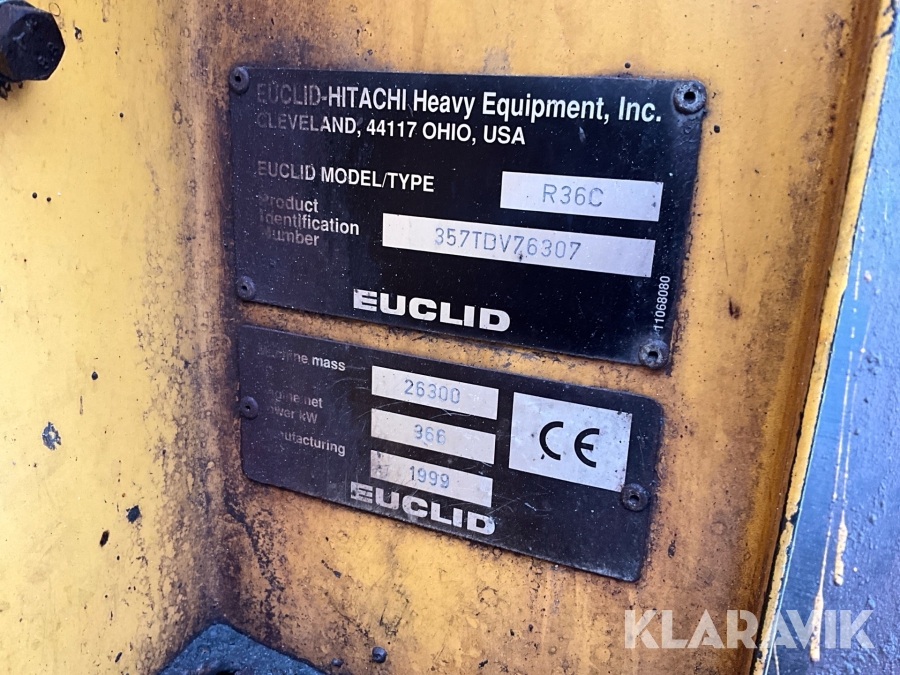 EUCLID-HITACHI Heavy Equipment, Inc.
CLEVELAND, 44117 OHIO, USA
EUCLID MODEL/TYPE
R36C
Product
Identification
Number
357TDV76307
EUCLID
11068080
mass
26300
net
kW
366
1999
EUCLID
CE
KLARAVIK